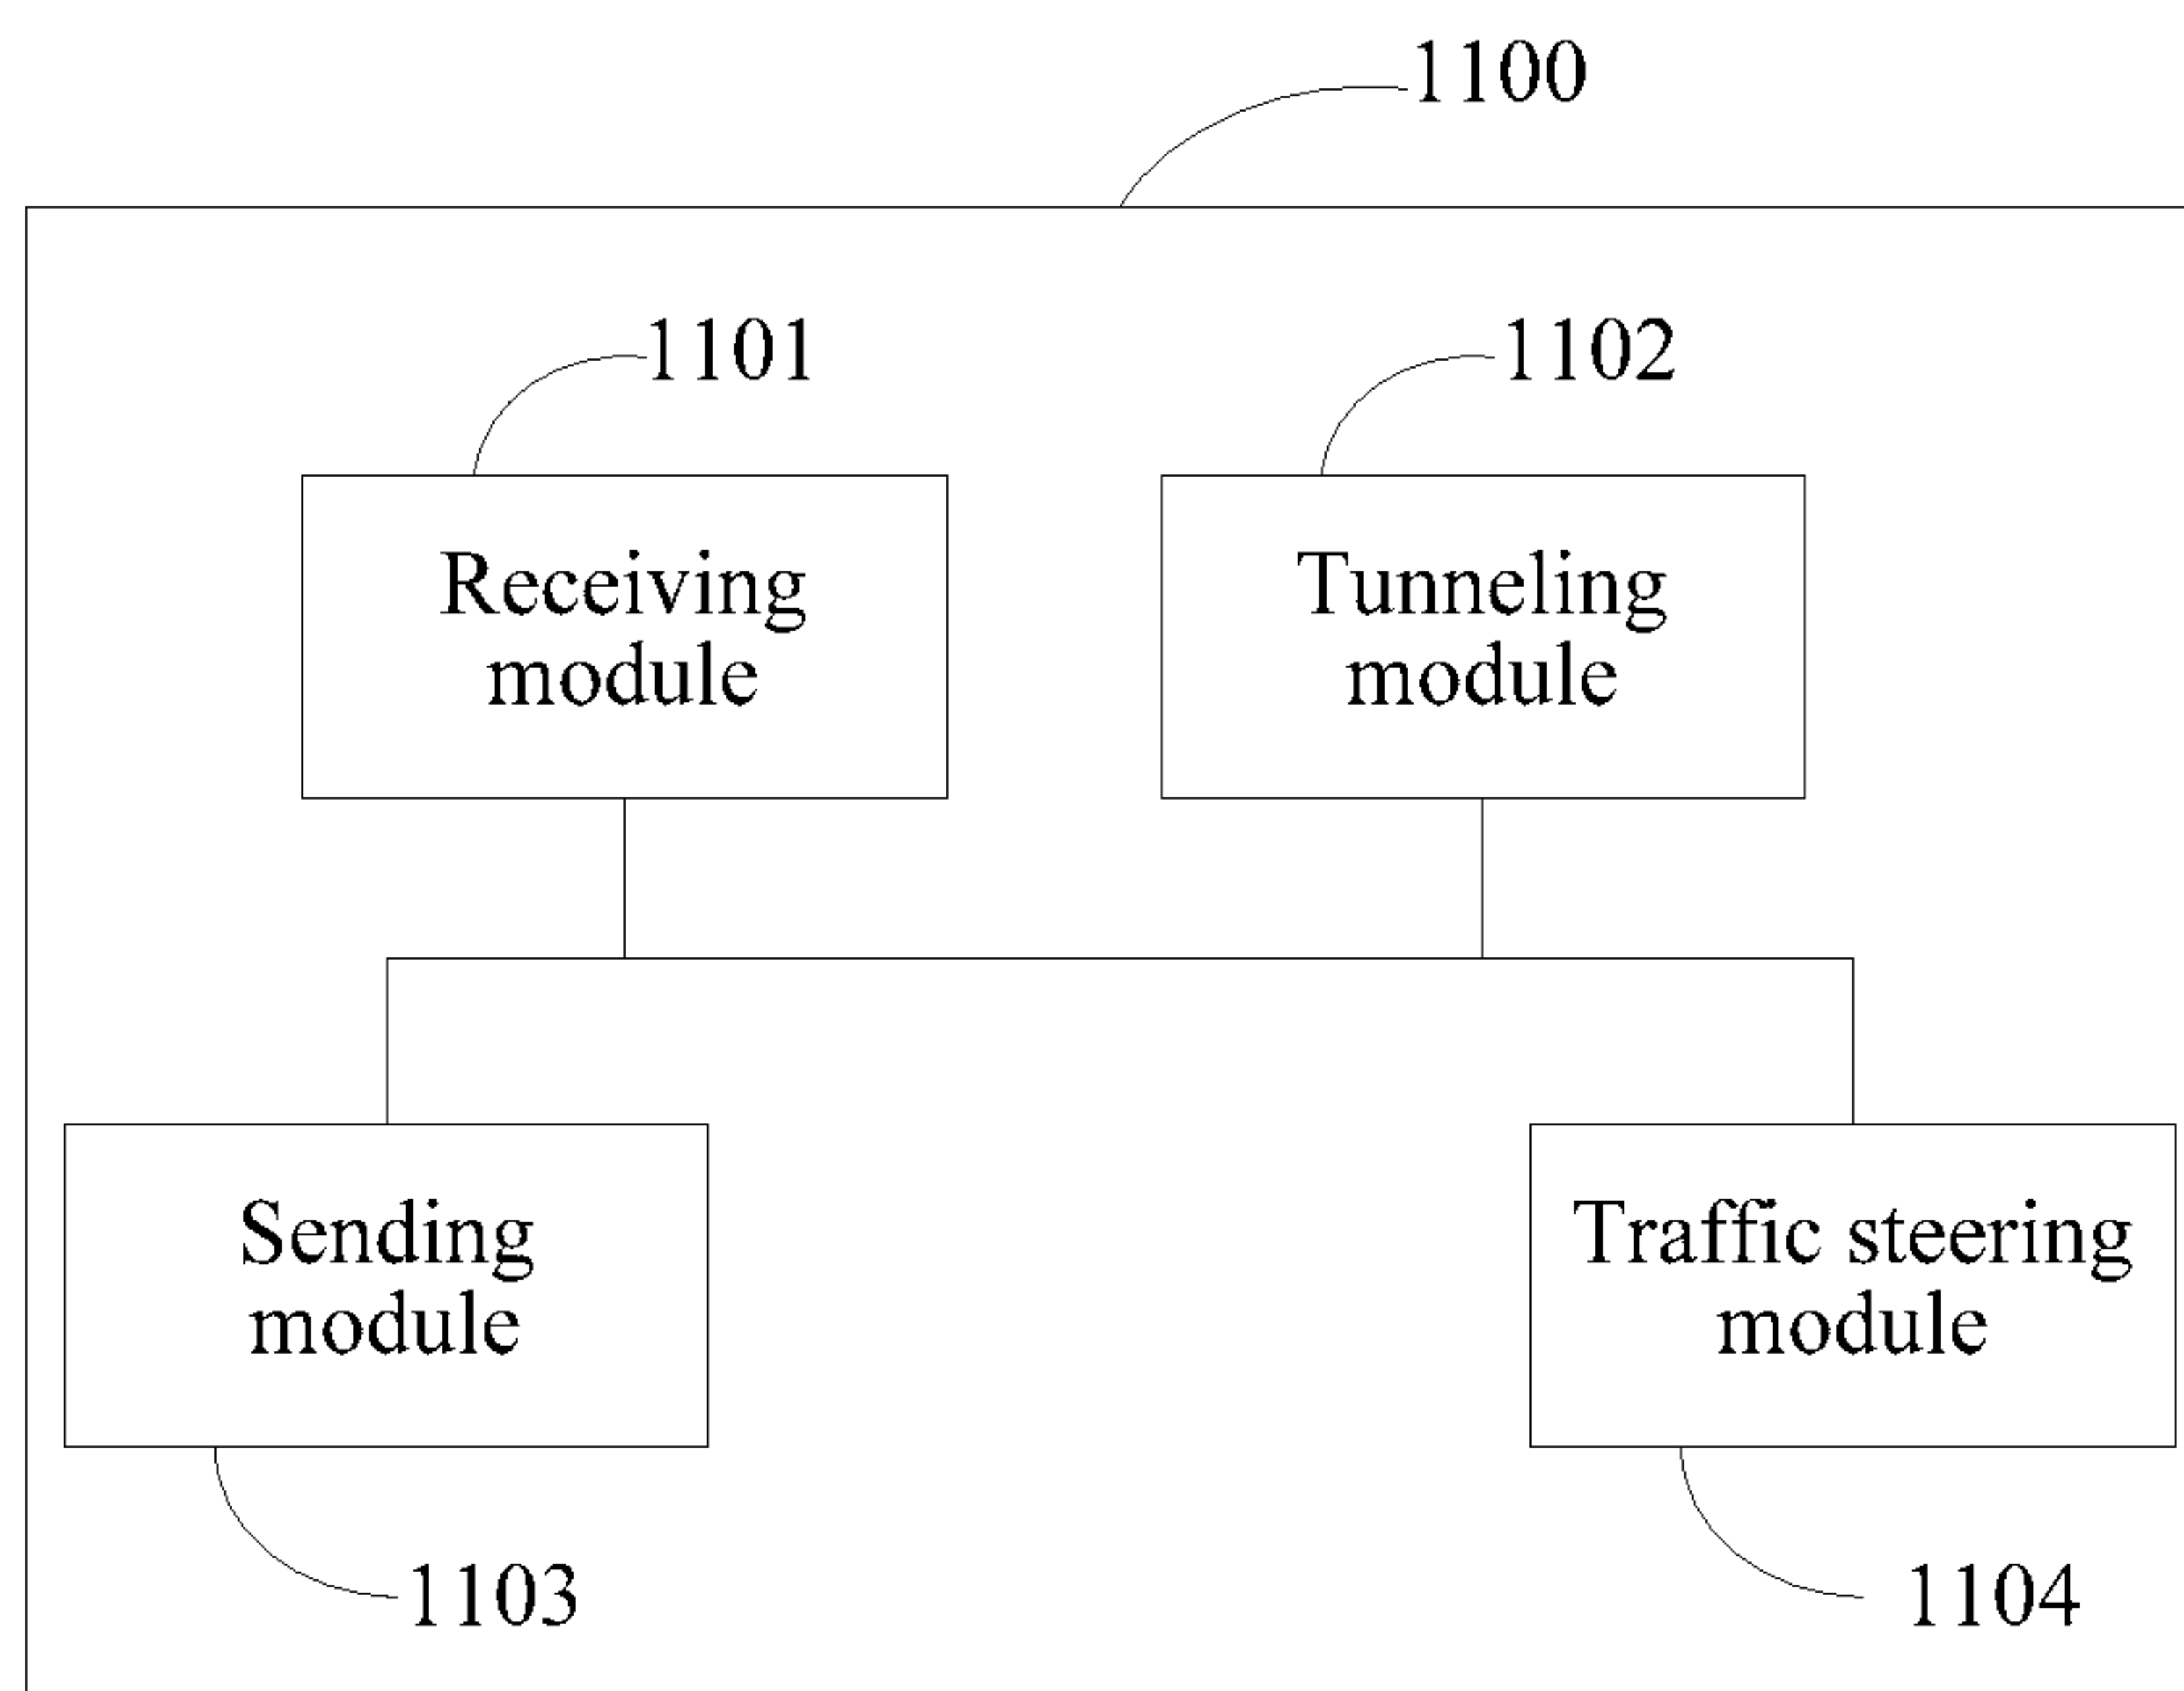 1100
1101
1102
Receiving
module
Tunneling
module
Sending
module
Traffic steering
module
1103
1104